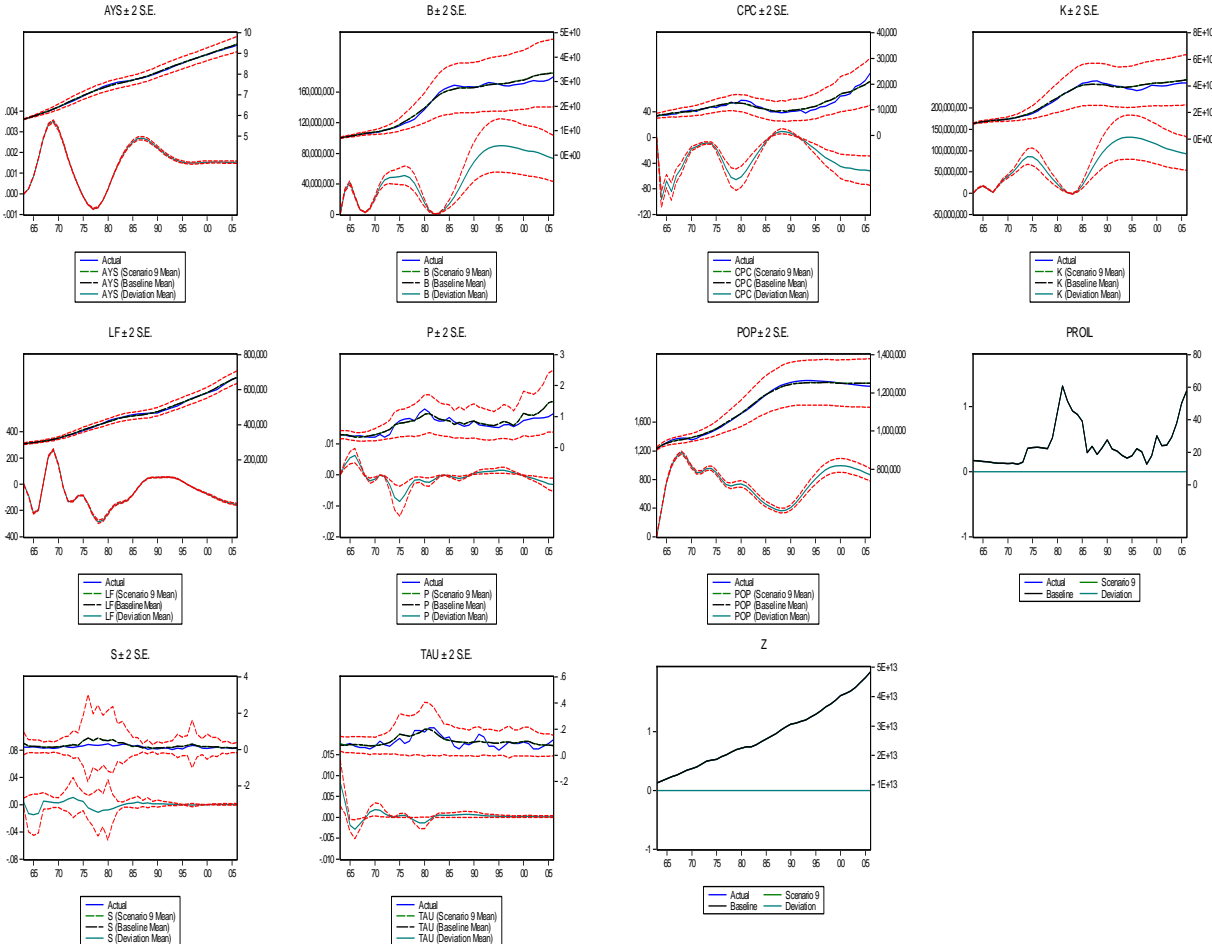 AYS ± 2 S.E.
10
9
8
7
6
5
.004
.003
.002
.001
.000
-.001
65 70 75 80 85 90 95 00 05
Actual
AYS (Scenario 9 Mean)
AYS (Baseline Mean)
AYS (Deviation Mean)
B ± 2 S.E.
5E+10
4E+10
3E+10
2E+10
1E+10
0E+00
160,000,000
120,000,000
80,000,000
40,000,000
0
65 70 75 80 85 90 95 00 05
Actual
B (Scenario 9 Mean)
B (Baseline Mean)
B (Deviation Mean)
CPC ± 2 S.E.
40,000
30,000
20,000
10,000
0
40
0
-40
-80
-120
65 70 75 80 85 90 95 00 05
Actual
CPC (Scenario 9 Mean)
CPC (Baseline Mean)
CPC (Deviation Mean)
K ± 2 S.E.
8E+10
4E+10
0E+00
200,000,000
150,000,000
100,000,000
50,000,000
0
-50,000,000
65 70 75 80 85 90 95 00 05
Actual
K (Scenario 9 Mean)
K (Baseline Mean)
K (Deviation Mean)
LF ± 2 S.E.
800,000
600,000
400,000
200,000
400
200
0
-200
-400
65 70 75 80 85 90 95 00 05
Actual
LF (Scenario 9 Mean)
LF (Baseline Mean)
LF (Deviation Mean)
P ± 2 S.E.
3
2
1
0
.01
.00
-.01
-.02
65 70 75 80 85 90 95 00 05
Actual
P (Scenario 9 Mean)
P (Baseline Mean)
P (Deviation Mean)
POP ± 2 S.E.
1,400,000
1,200,000
1,000,000
800,000
1,600
1200
800
400
0
65 70 75 80 85 90 95 00 05
Actual
POP (Scenario 9 Mean)
POP (Baseline Mean)
POP (Deviation Mean)
PROIL
80
60
40
20
0
1
0
-1
65 70 75 80 85 90 95 00 05
Actual Scenario 9
Baseline Deviation
S ± 2 S.E.
4
2
0
-2
.08
.04
.00
-.04
-.08
65 70 75 80 85 90 95 00 05
Actual
S (Scenario 9 Mean)
S (Baseline Mean)
S (Deviation Mean)
TAU ± 2 S.E.
.6
.4
.2
.0
-.2
.015
.010
.005
.000
-.005
-.010
65 70 75 80 85 90 95 00 05
Actual
TAU (Scenario 9 Mean)
TAU (Baseline Mean)
TAU (Deviation Mean)
Z
5E+13
4E+13
3E+13
2E+13
1E+13
1
0
-1
65 70 75 80 85 90 95 00 05
Actual Scenario 9
Baseline Deviation